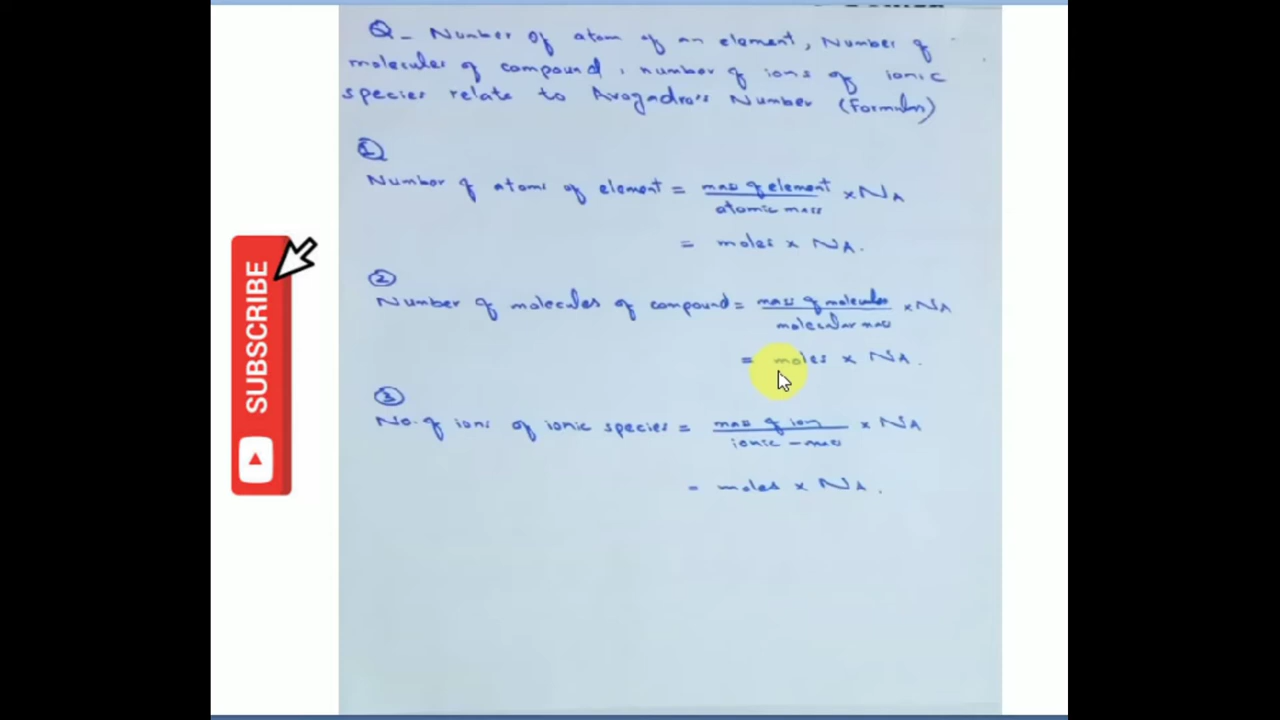 Q- Number of atom of an element, Number of
molecules of compound, number of ions of ionic
species relate to Avogadro's Number (Formulas)
①
Number of atoms of element = mass of element / atomic mass × NA
= moles × NA.
②
Number of molecules of compound = mass of molecules / molecular mass × NA
= moles × NA.
③
No. of ions of ionic species = mass of ion / ionic - mass × NA
= moles × NA.
SUBSCRIBE